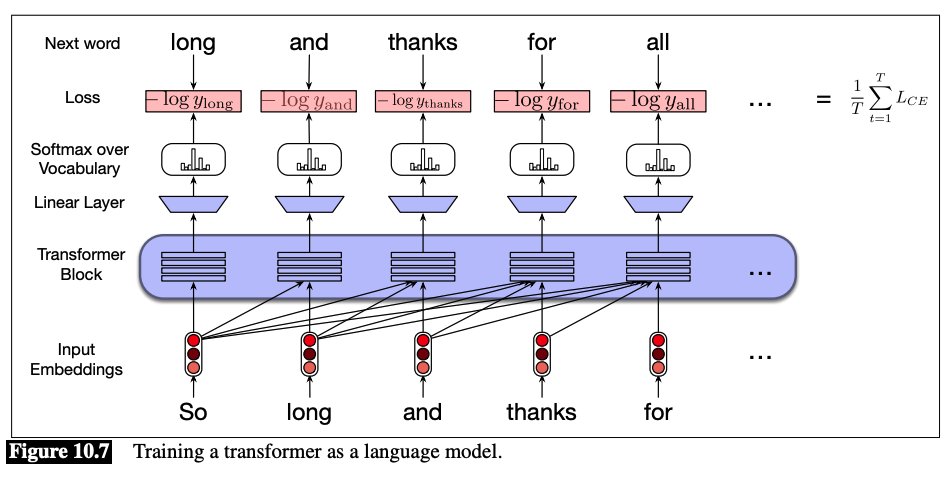 Next word long and thanks for all
Loss − log y_long − log y_and − log y_thanks − log y_for − log y_all ... = 1/T ∑_{t=1}^{T} L_{CE}
Softmax over
Vocabulary
Linear Layer
Transformer
Block
...
Input
Embeddings
...
So long and thanks for
Figure 10.7 Training a transformer as a language model.